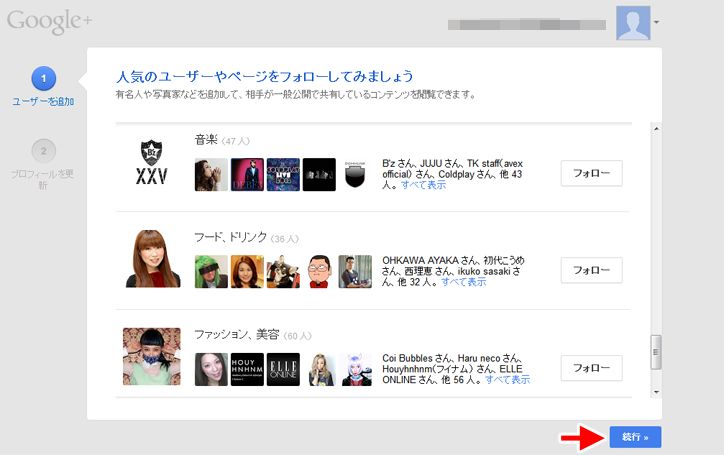 Google+
1
ユーザーを追加
2
プロフィールを更
新
人気のユーザーやページをフォローしてみましょう
有名人や写真家などを追加して、相手が一般公開で共有しているコンテンツを閲覧できます。
B'z
XXV
音楽 (47 人)
B'z さん、JUJU さん、TK staff(avex
official) さん、Coldplay さん、他 43
人。 すべて表示
フォロー
フード、ドリンク (36 人)
OHKAWA AYAKA さん、初代こうめ
さん、西理恵 さん、ikuko sasaki さ
ん、他 32 人。 すべて表示
フォロー
ファッション、美容 (60 人)
HOUY
HNHNM
ELLE
ONLINE
Coi Bubbles さん、Haru neco さん、
Houyhnhnm(フイナム) さん、ELLE
ONLINE さん、他 56 人。 すべて表示
フォロー
続行 »